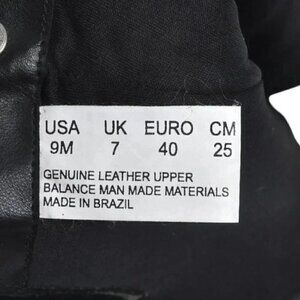 USA UK EURO CM
9M 7 40 25
GENUINE LEATHER UPPER
BALANCE MAN MADE MATERIALS
MADE IN BRAZIL